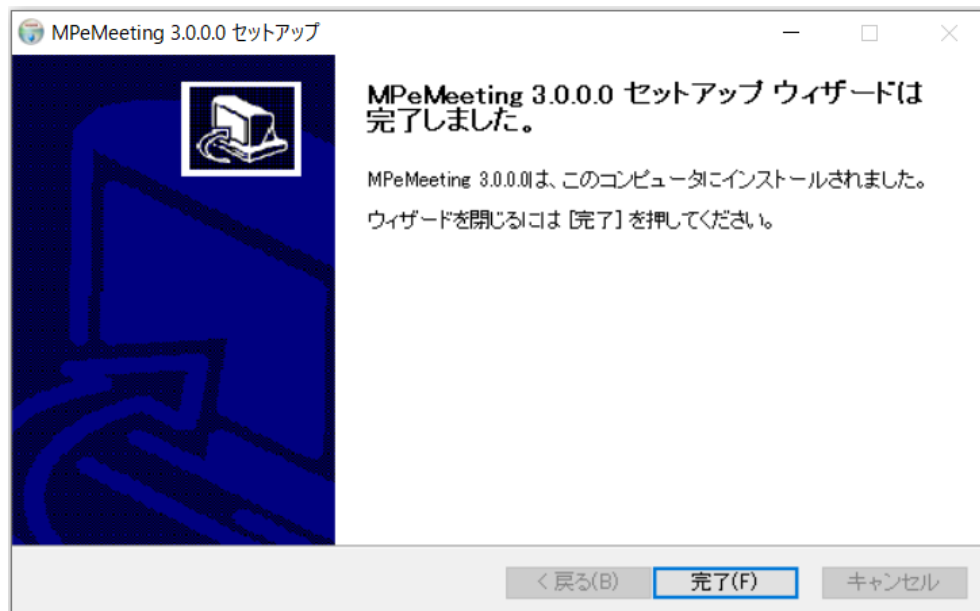 MPeMeeting 3.0.0.0 セットアップ
MPeMeeting 3.0.0.0 セットアップ ウィザードは
完了しました。
MPeMeeting 3.0.0.0は、このコンピュータにインストールされました。
ウィザードを閉じるには [完了] を押してください。
< 戻る(B)
完了(F)
キャンセル